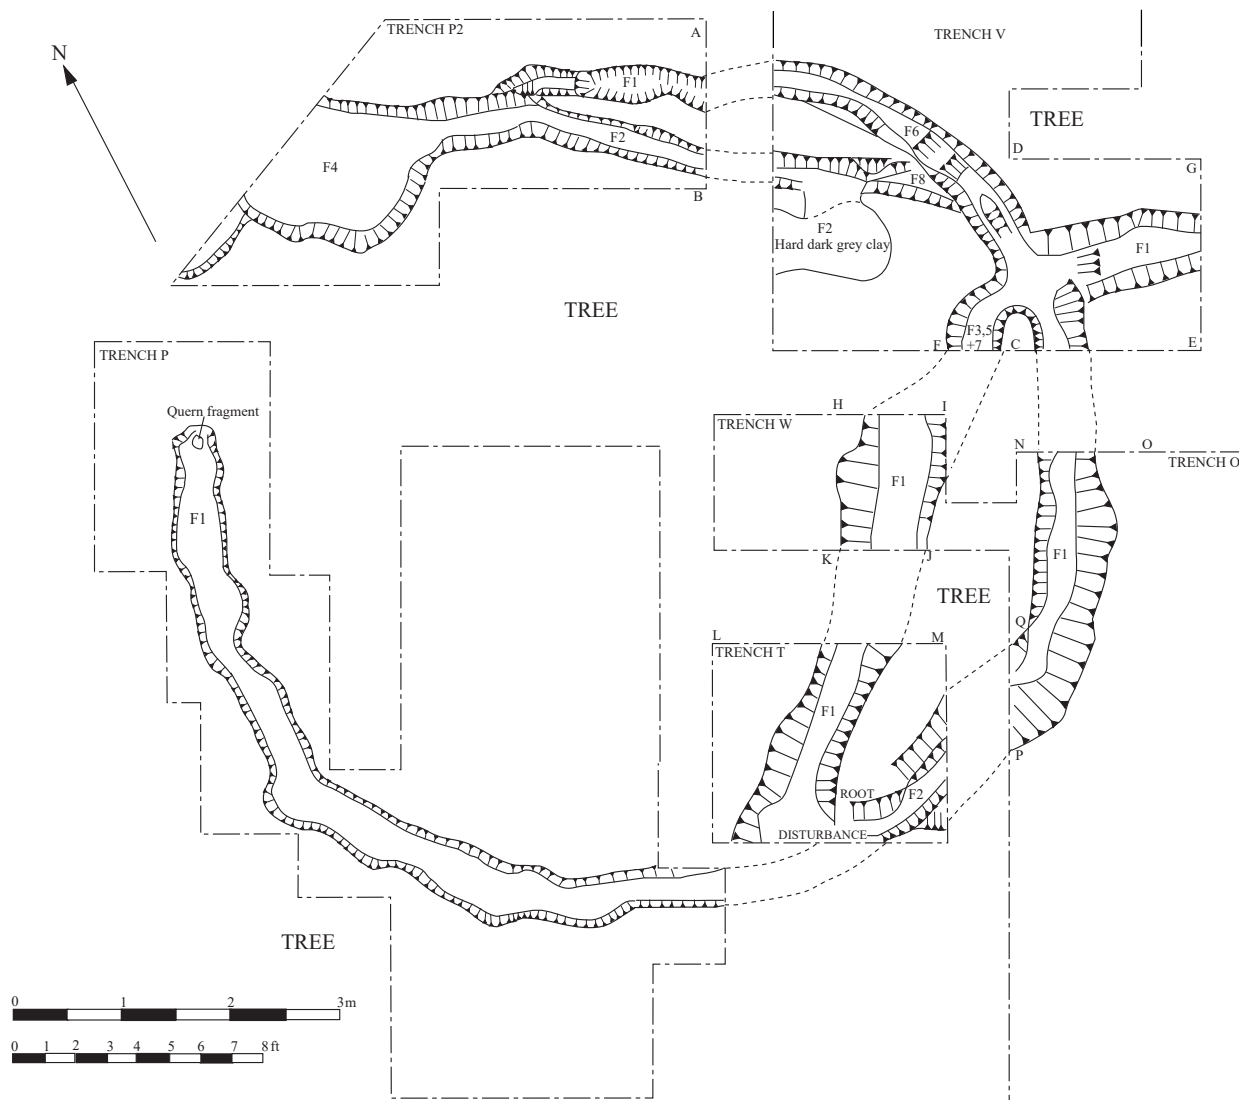 TRENCH P2
A
TRENCH V
N
F1
TREE
F6
F2
D
F4
F8
G
B
F2
Hard dark grey clay
F1
TREE
F3,5
+7
F
C
E
TRENCH P
Quern fragment
H
I
TRENCH W
N
O
TRENCH O
F1
F1
F1
K
J
TREE
Q
L
M
TRENCH T
F1
P
ROOT
F2
DISTURBANCE
TREE
0 1 2 3m
0 1 2 3 4 5 6 7 8 ft